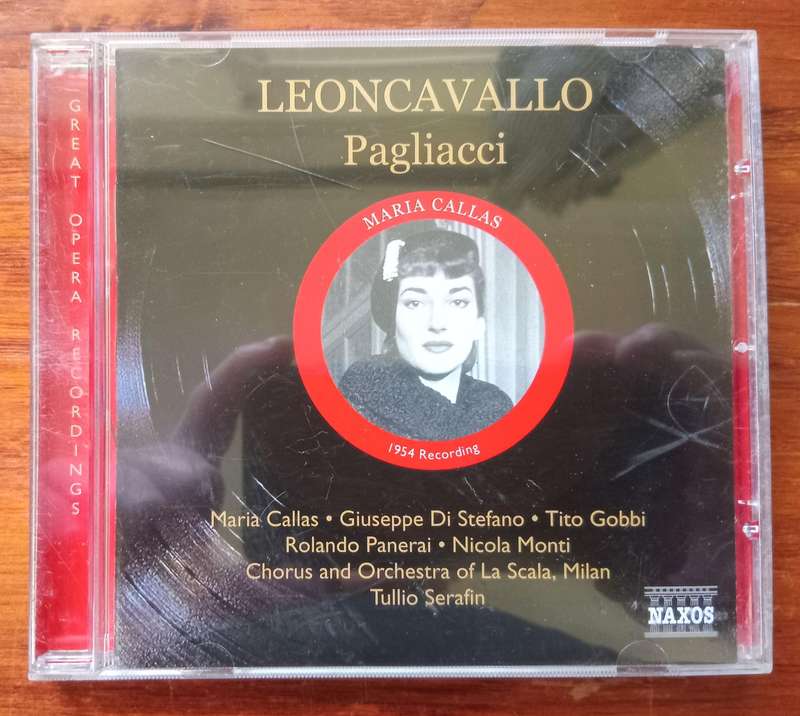 GREAT OPERA RECORDINGS
LEONCAVALLO
Pagliacci
MARIA CALLAS
1954 Recording
Maria Callas • Giuseppe Di Stefano • Tito Gobbi
Rolando Panerai • Nicola Monti
Chorus and Orchestra of La Scala, Milan
Tullio Serafin
NAXOS